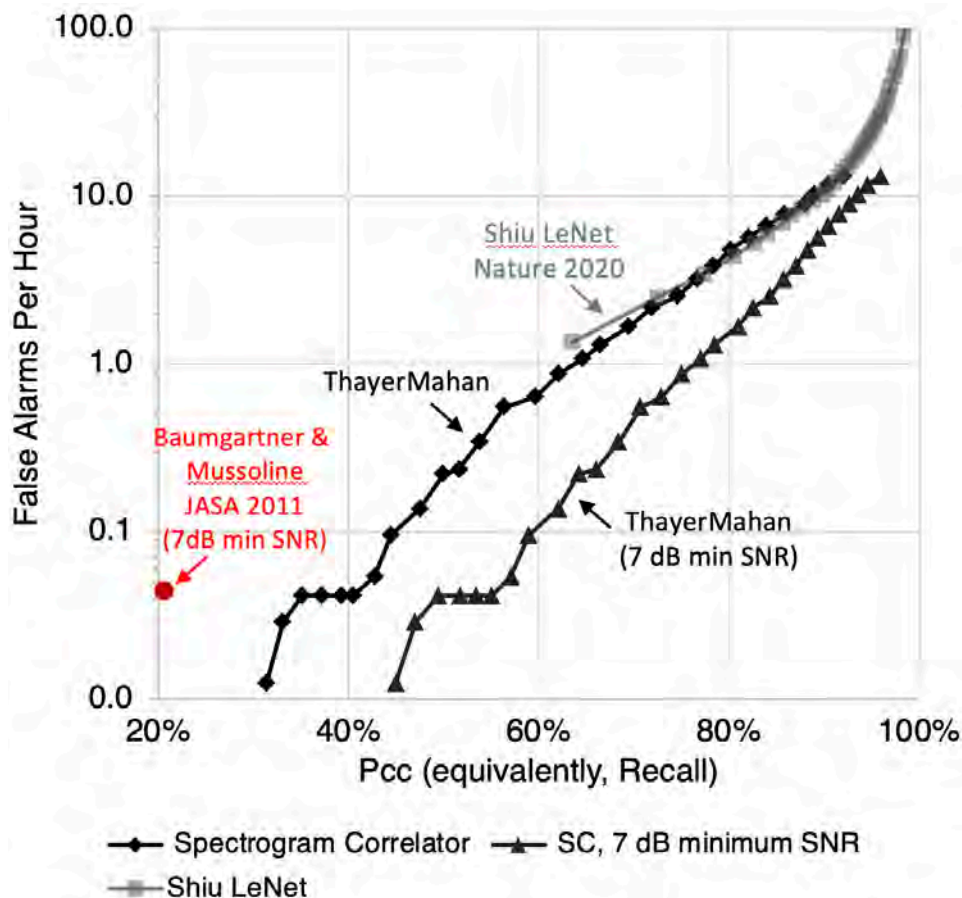 100.0
10.0
1.0
0.1
0.0
False Alarms Per Hour
Shiu LeNet
Nature 2020
ThayerMahan
Baumgartner &
Mussoline
JASA 2011
(7dB min SNR)
ThayerMahan
(7 dB min SNR)
20% 40% 60% 80% 100%
Pcc (equivalently, Recall)
Spectrogram Correlator SC, 7 dB minimum SNR
Shiu LeNet